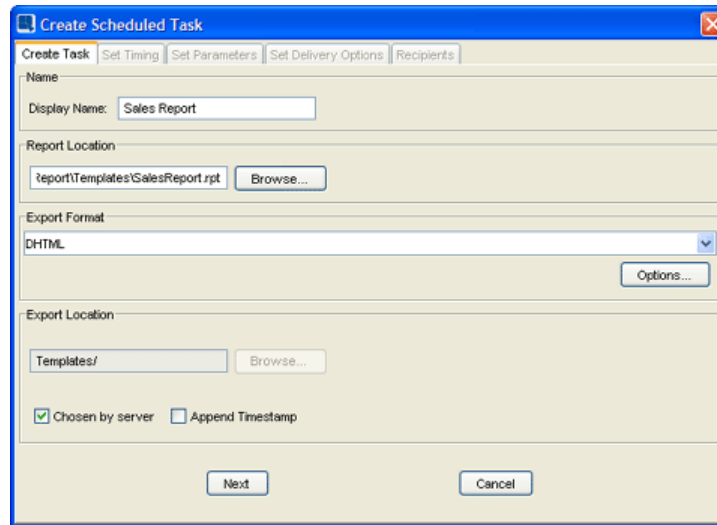 Create Scheduled Task
Create Task Set Timing Set Parameters Set Delivery Options Recipients
Name
Display Name: Sales Report
Report Location
Report\Templates\SalesReport.rpt Browse...
Export Format
DHTML
Options...
Export Location
Templates/ Browse...
Chosen by server Append Timestamp
Next Cancel